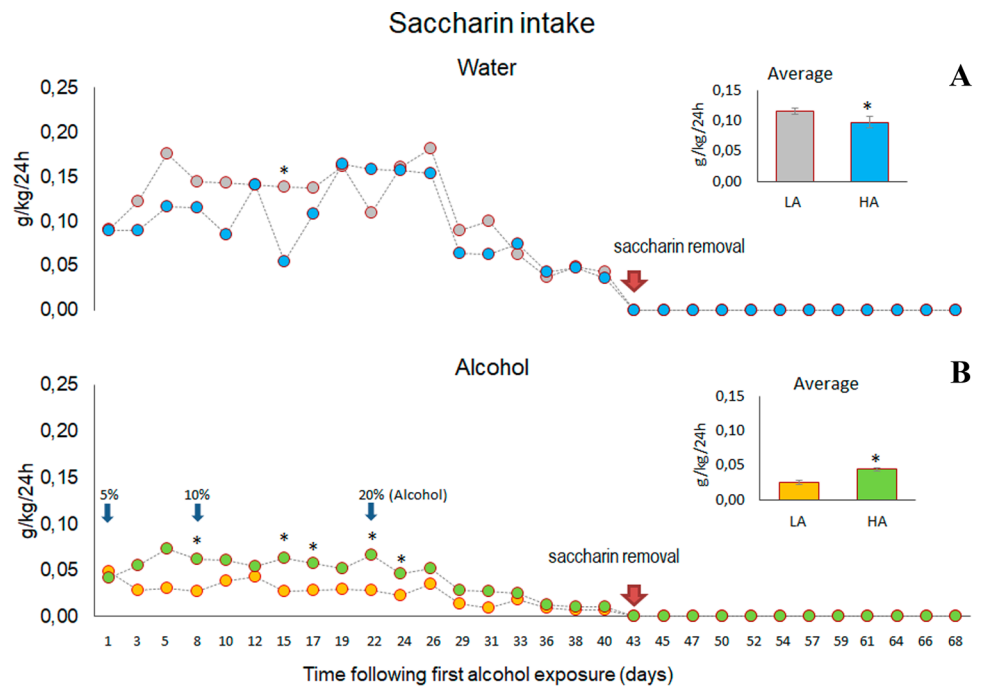 Saccharin intake
Water
A
0,25
0,20
0,15
0,10
0,05
0,00
g/kg/24h
*
saccharin removal
Average
0,15
0,10
0,05
0,00
g/kg/24h
*
LA HA
Alcohol
B
0,25
0,20
0,15
0,10
0,05
0,00
g/kg/24h
5% 10% 20% (Alcohol)
* * * * *
saccharin removal
Average
0,15
0,10
0,05
0,00
g/kg/24h
*
LA HA
1 3 5 8 10 12 15 17 19 22 24 26 29 31 33 36 38 40 43 45 47 50 52 54 57 59 61 64 66 68
Time following first alcohol exposure (days)